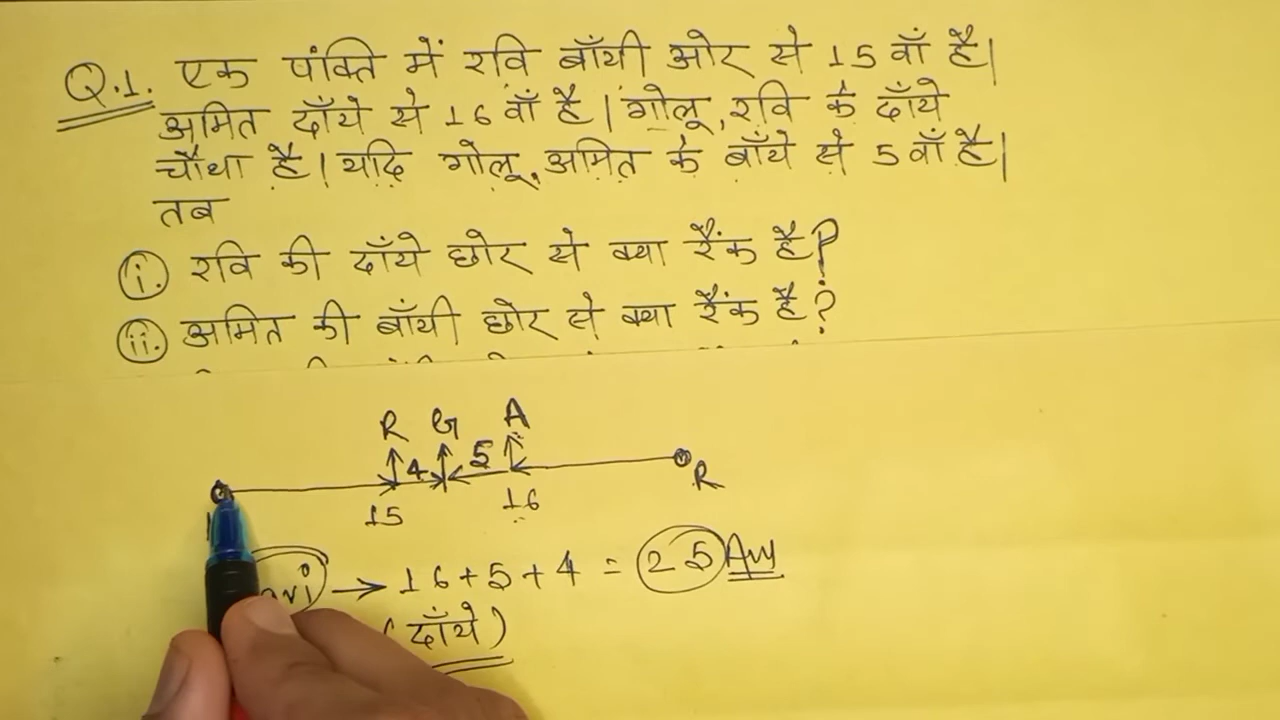 Q.1. एक पंक्ति में रवि बाँयी ओर से 15 वाँ है।
अमित दाँये से 16 वाँ है। गोलू, रवि के दाँये
चौथा है। यदि गोलू, अमित के बाँये से 5 वाँ है।
तब
i. रवि की दाँये छोर से क्या रैंक है?
ii. अमित की बाँयी छोर से क्या रैंक है?
R G A
4 5
R
15 16
→ 16+5+4 = 25 Ans
(दाँये)